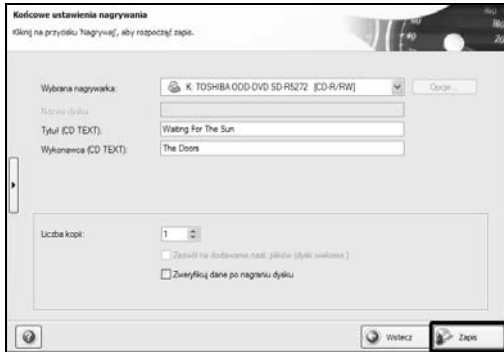 Końcowe ustawienia nagrywania
Kliknij na przycisku 'Nagrywaj', aby rozpocząć zapis.
Wybrana nagrywarka:
K: TOSHIBA ODD-DVD SD-R5272 [CD-R/RW]
Opcje...
Nazwa dysku:
Tytuł (CD TEXT):
Waiting For The Sun
Wykonawca (CD TEXT):
The Doors
Liczba kopii:
1
Zezwól na dodawanie nast. plików (dysk wieloses.)
Zweryfikuj dane po nagraniu dysku
Wstecz
Zapis